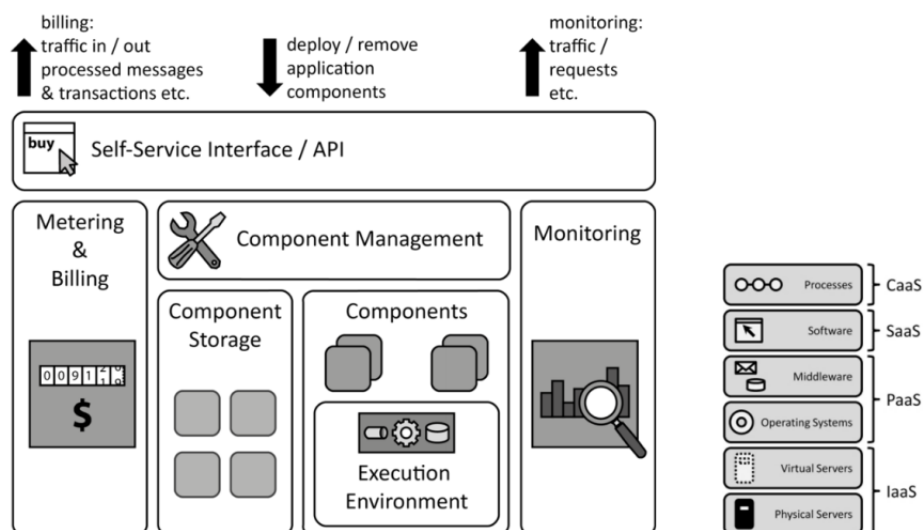 billing:
traffic in / out
processed messages
& transactions etc.
deploy / remove
application
components
monitoring:
traffic /
requests
etc.
buy
Self-Service Interface / API
Metering
&
Billing
Component Management
Monitoring
Component
Storage
Components
Execution
Environment
$
Processes
CaaS
Software
SaaS
Middleware
PaaS
Operating Systems
Virtual Servers
IaaS
Physical Servers